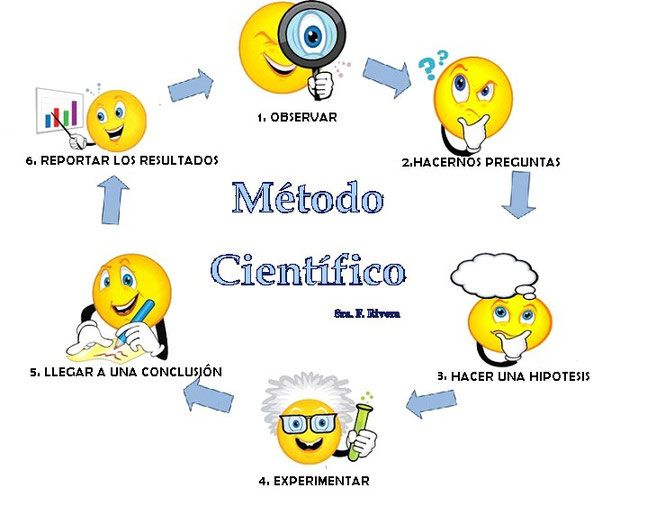 Método
Científico
Sra. F. Rivera
1. OBSERVAR
??
2.HACERNOS PREGUNTAS
3. HACER UNA HIPOTESIS
4. EXPERIMENTAR
5. LLEGAR A UNA CONCLUSIÓN
6. REPORTAR LOS RESULTADOS